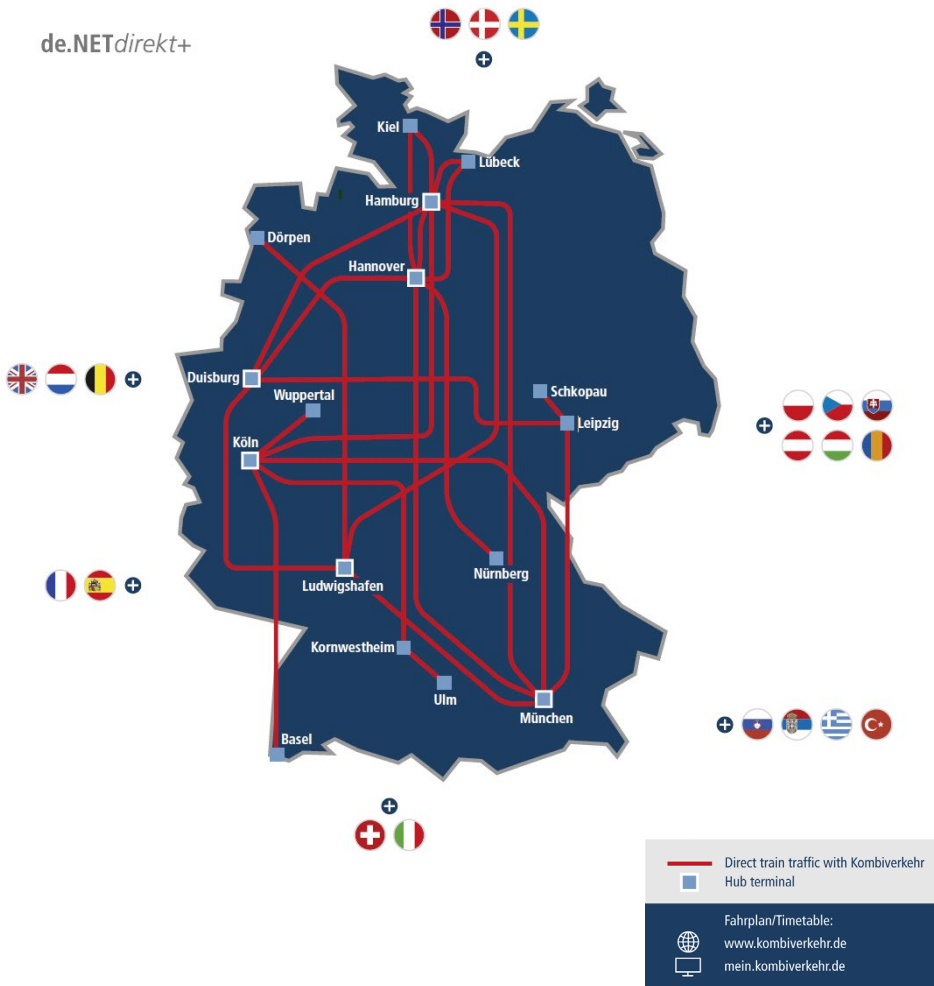 de.NETdirekt+
Kiel
Lübeck
Hamburg
Dörpen
Hannover
Duisburg
Wuppertal
Schkopau
Leipzig
Köln
Nürnberg
Ludwigshafen
Kornwestheim
Ulm
München
Basel
Direct train traffic with Kombiverkehr
Hub terminal
Fahrplan/Timetable:
www.kombiverkehr.de
mein.kombiverkehr.de